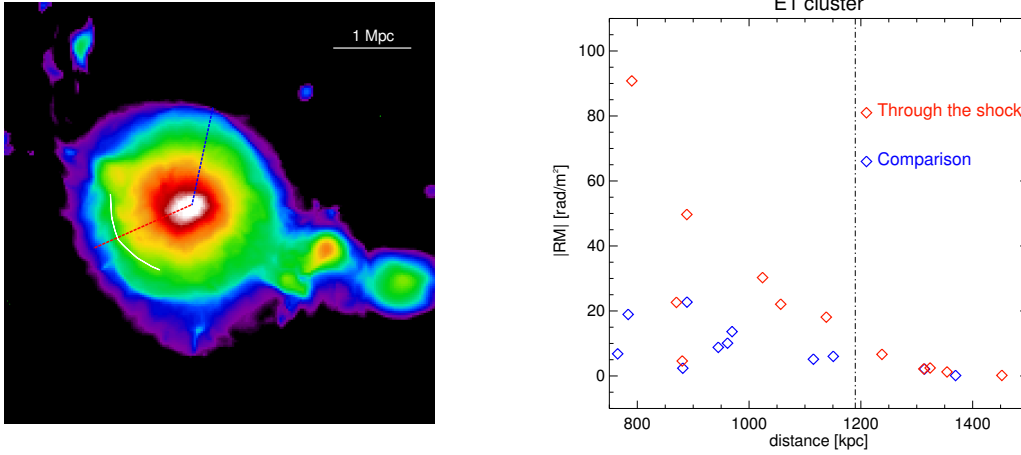 1 Mpc
E1 cluster
100
80
60
40
20
0
|RM| [rad/m²]
Through the shock
Comparison
800 1000 1200 1400
distance [kpc]